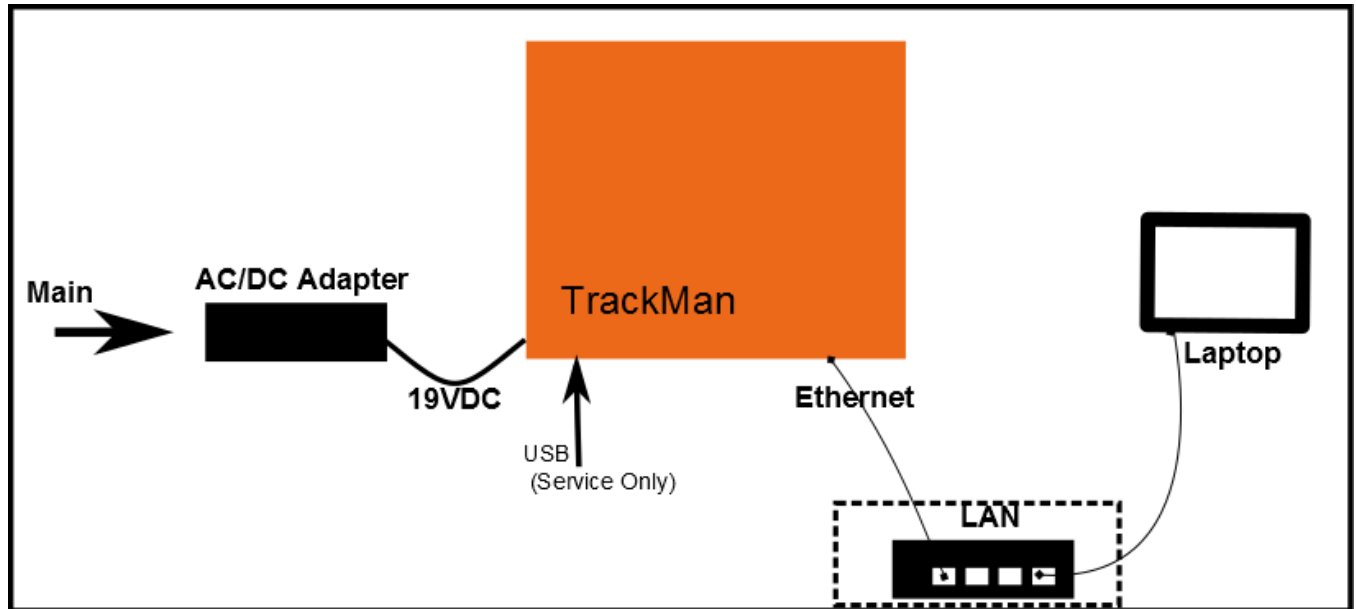 Main
AC/DC Adapter
19VDC
TrackMan
USB
(Service Only)
Ethernet
LAN
Laptop